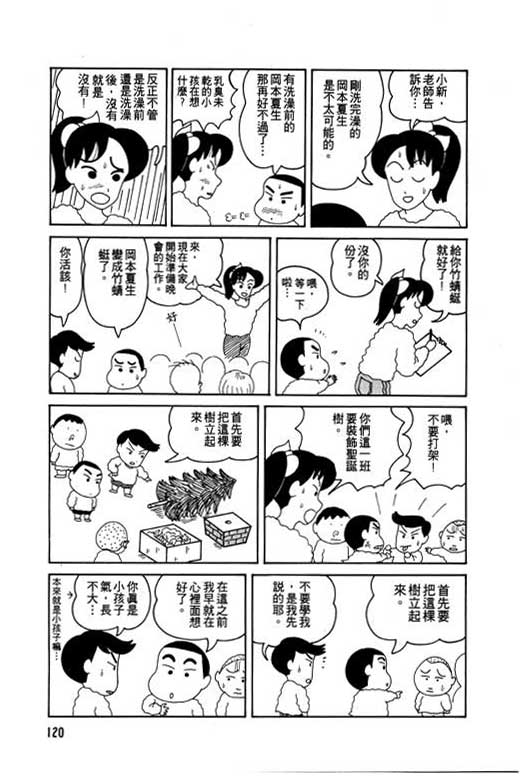 小新，
老師告
訴你…
剛洗完澡的
岡本夏生
是不太可能的。
有洗澡前的
岡本夏生
那再好不過了…
乳臭未
乾的小
孩在想
什麼？
反正不管
是洗澡前
還是洗澡
後，沒有
就是
沒有！
給你竹蜻蜓
就好了！
沒你的
份了。
喂，
等一下
啦…
來，
現在大家
開始準備晚
會的工作。
岡本夏生
變成竹蜻
蜓了。
你活該！
喂，
不要打架！
你們這一班
要裝飾聖誕
樹。
首先要
把這棵
樹立起
來。
首先要
把這棵
樹立起
來。
不要學我
，是我先
說的耶。
在這之前
我早就在
心裡面想
好了。
你真是
小孩子
氣，長
不大…
本來就是小孩子嘛…
120